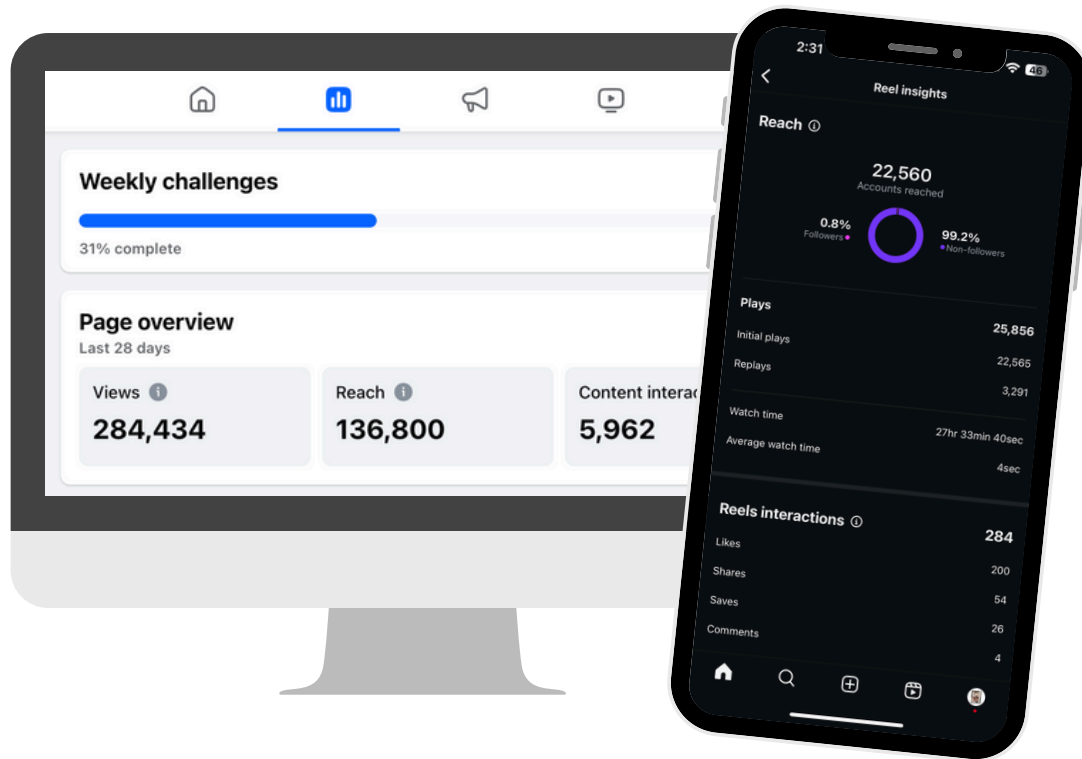 Weekly challenges
31% complete
Page overview
Last 28 days
Views
Reach
Content interac
284,434
136,800
5,962
2:31
46
Reel insights
Reach
22,560
Accounts reached
0.8%
Followers
99.2%
Non-followers
Plays 25,856
Initial plays 22,565
Replays 3,291
Watch time 27hr 33min 40sec
Average watch time 4sec
Reels interactions 284
Likes 200
Shares 54
Saves 26
Comments 4